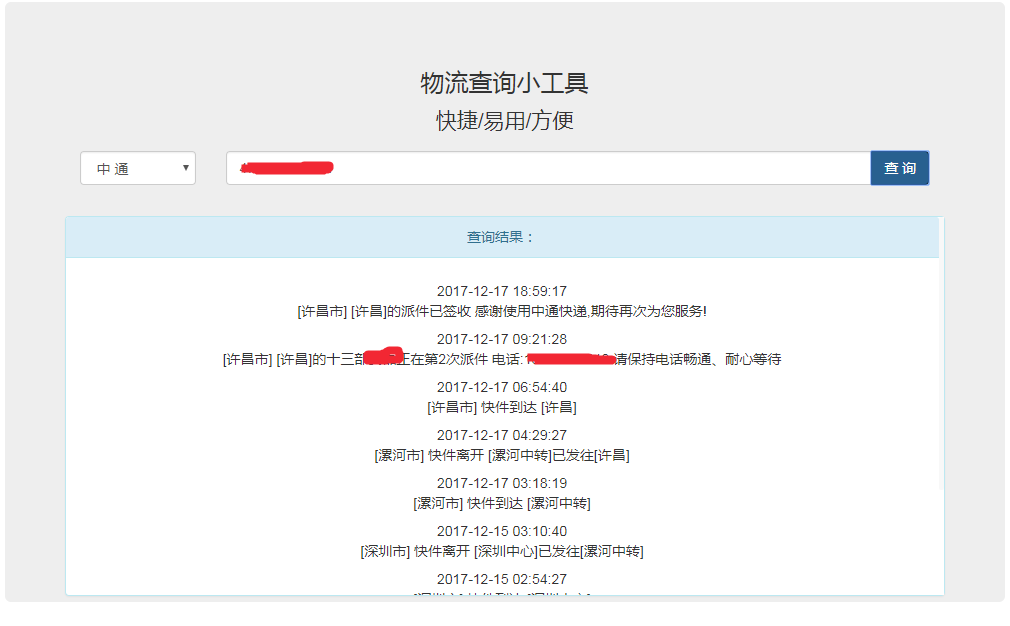 物流查询小工具
快捷/易用/方便
中 通
查 询
查询结果：
2017-12-17 18:59:17
[许昌市] [许昌]的派件已签收 感谢使用中通快递,期待再次为您服务!
2017-12-17 09:21:28
[许昌市] [许昌]的十三部 正在第2次派件 电话:1 请保持电话畅通、耐心等待
2017-12-17 06:54:40
[许昌市] 快件到达 [许昌]
2017-12-17 04:29:27
[漯河市] 快件离开 [漯河中转]已发往[许昌]
2017-12-17 03:18:19
[漯河市] 快件到达 [漯河中转]
2017-12-15 03:10:40
[深圳市] 快件离开 [深圳中心]已发往[漯河中转]
2017-12-15 02:54:27